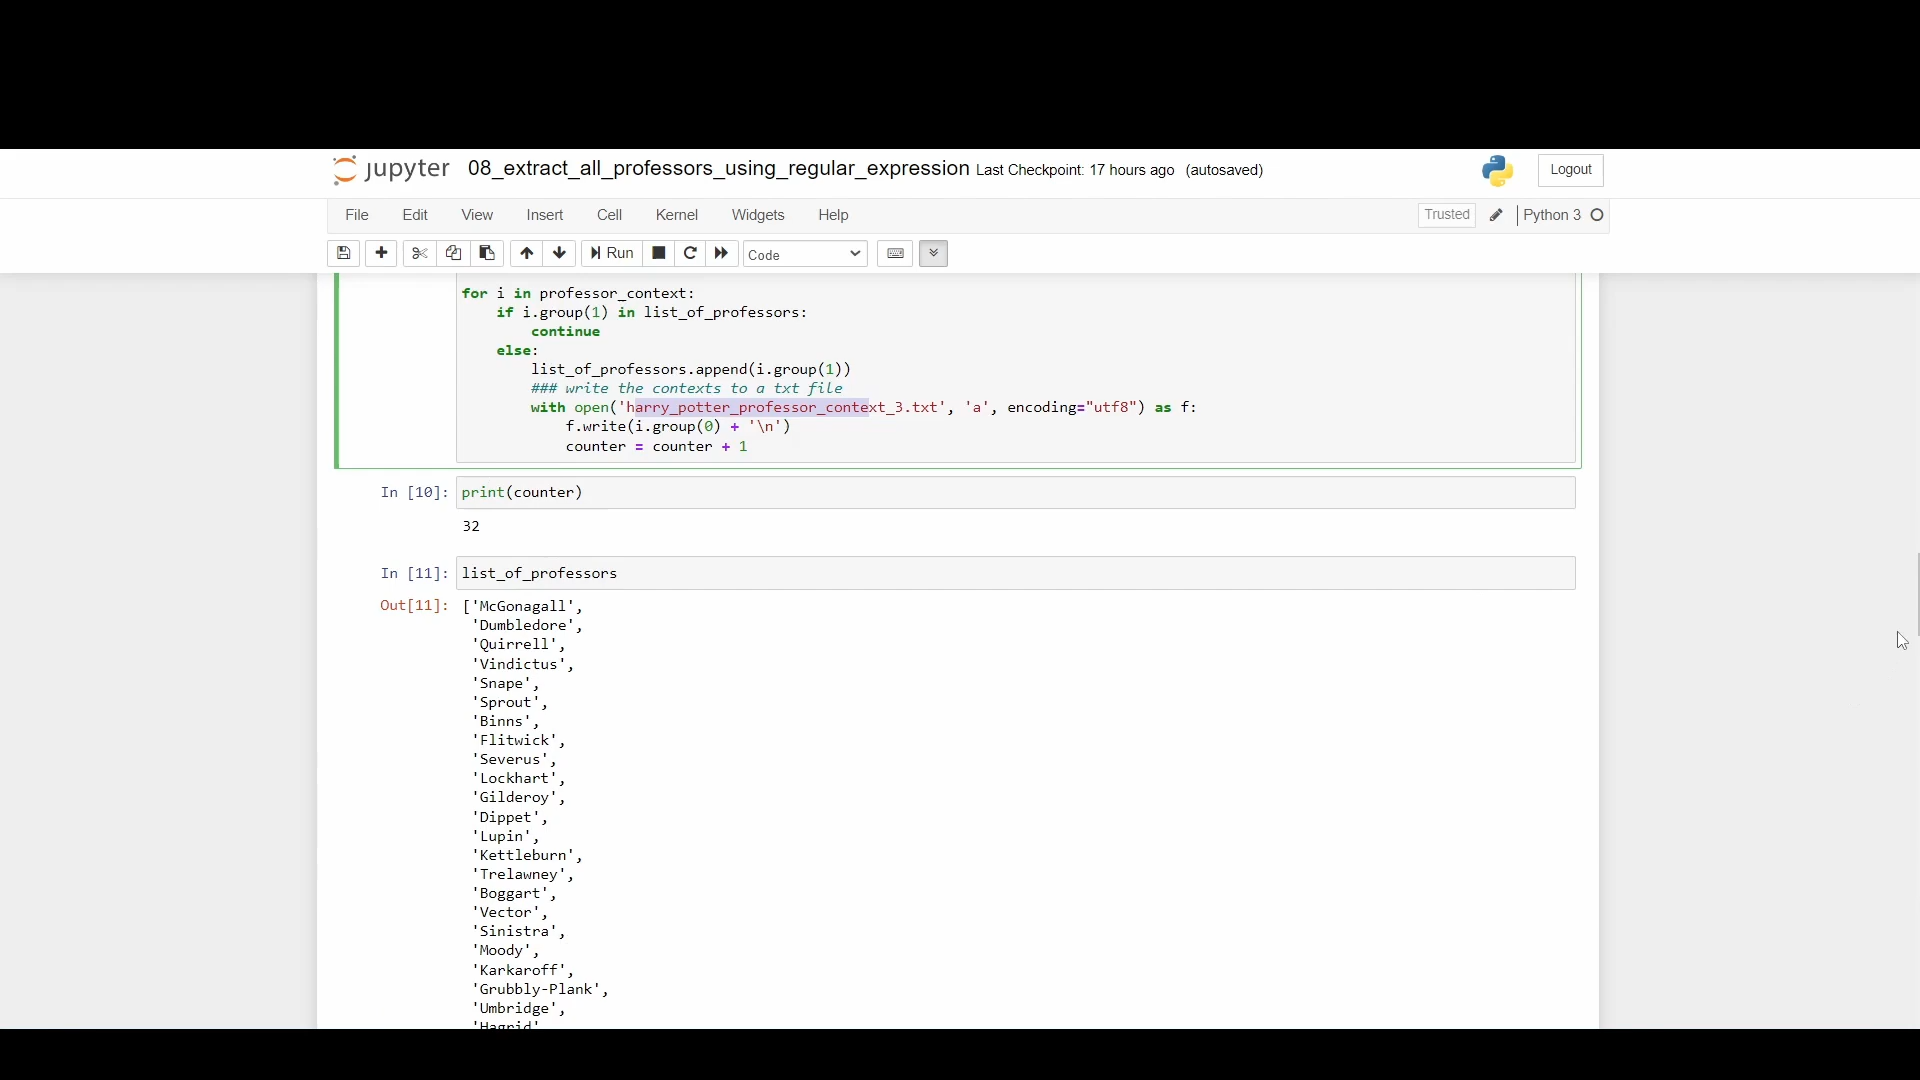 jupyter 08_extract_all_professors_using_regular_expression Last Checkpoint: 17 hours ago (autosaved) Logout
File Edit View Insert Cell Kernel Widgets Help Trusted Python 3
Run Code
for i in professor_context:
if i.group(1) in list_of_professors:
continue
else:
list_of_professors.append(i.group(1))
### write the contexts to a txt file
with open('harry_potter_professor_context_3.txt', 'a', encoding="utf8") as f:
f.write(i.group(0) + '\n')
counter = counter + 1
In [10]: print(counter)
32
In [11]: list_of_professors
Out[11]: ['McGonagall',
'Dumbledore',
'Quirrell',
'Vindictus',
'Snape',
'Sprout',
'Binns',
'Flitwick',
'Severus',
'Lockhart',
'Gilderoy',
'Dippet',
'Lupin',
'Kettleburn',
'Trelawney',
'Boggart',
'Vector',
'Sinistra',
'Moody',
'Karkaroff',
'Grubbly-Plank',
'Umbridge',
'Hagrid'